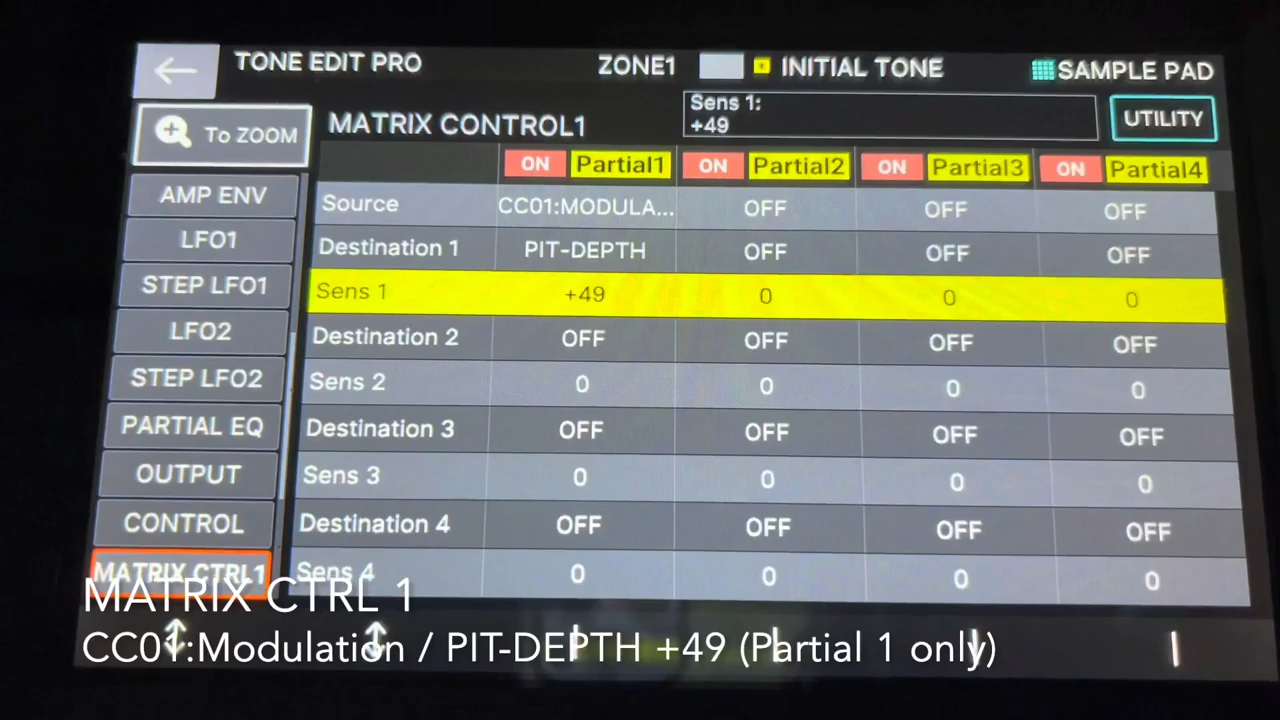 TONE EDIT PRO ZONE1 INITIAL TONE SAMPLE PAD
To ZOOM MATRIX CONTROL1 Sens 1: UTILITY
+49
ON Partial1 ON Partial2 ON Partial3 ON Partial4
AMP ENV Source CC01:MODULA... OFF OFF OFF
LFO1 Destination 1 PIT-DEPTH OFF OFF OFF
STEP LFO1 Sens 1 +49 0 0 0
LFO2 Destination 2 OFF OFF OFF OFF
STEP LFO2 Sens 2 0 0 0 0
PARTIAL EQ Destination 3 OFF OFF OFF OFF
OUTPUT Sens 3 0 0 0 0
CONTROL Destination 4 OFF OFF OFF OFF
MATRIX CTRL1 Sens 4 0 0 0 0
MATRIX CTRL 1
CC01:Modulation / PIT-DEPTH +49 (Partial 1 only)